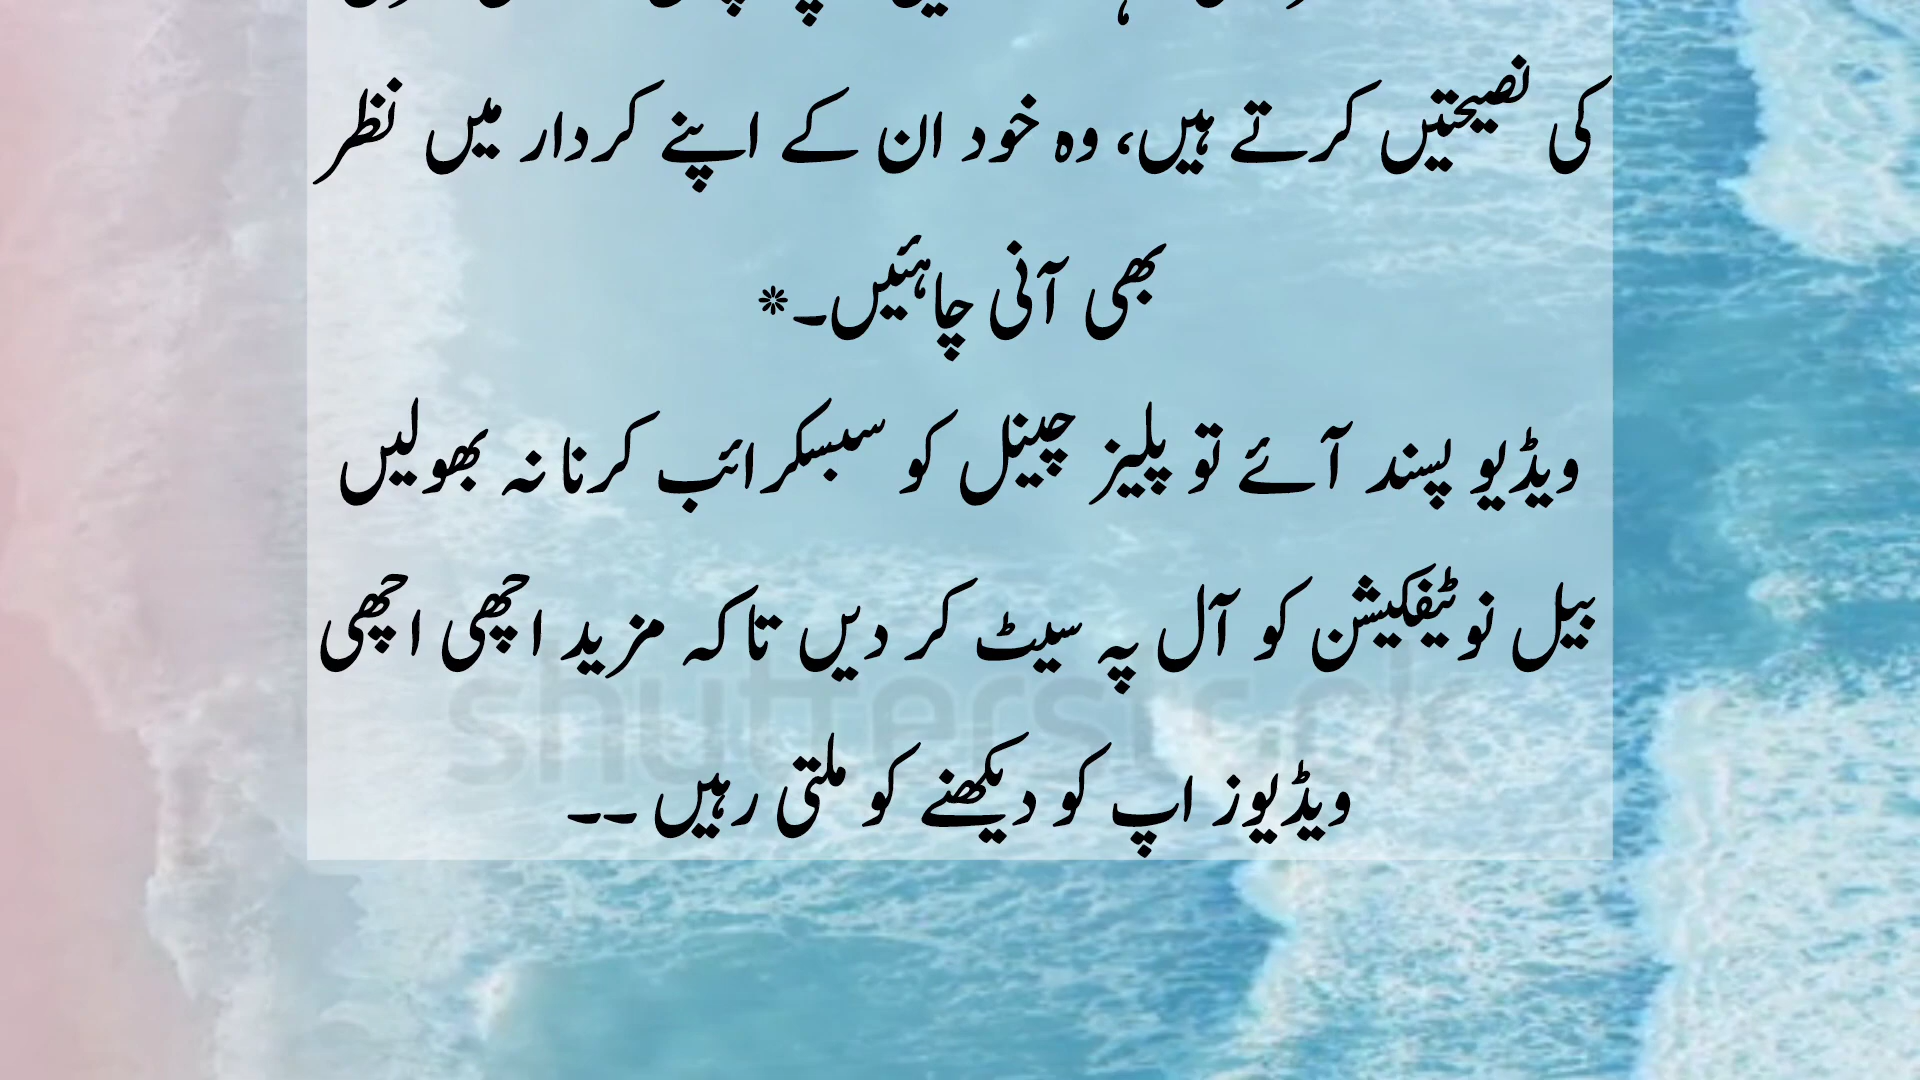 کی نصیحتیں کرتے ہیں، وہ خود ان کے اپنے کردار میں نظر
بھی آنی چاہئیں۔*
ویڈیو پسند آئے تو پلیز چینل کو سبسکرائب کرنا نہ بھولیں
بیل نوٹیفکیشن کو آل پہ سیٹ کر دیں تاکہ مزید اچھی اچھی
shutterstock
ویڈیوز اپ کو دیکھنے کو ملتی رہیں ۔۔